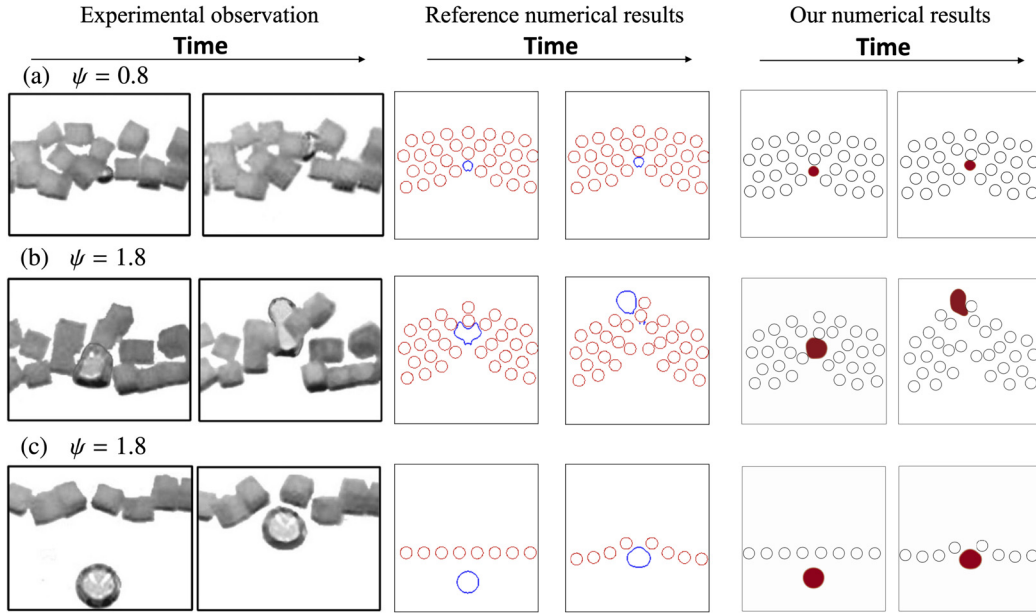 Experimental observation
Reference numerical results
Our numerical results
Time
Time
Time
(a) ψ = 0.8
(b) ψ = 1.8
(c) ψ = 1.8